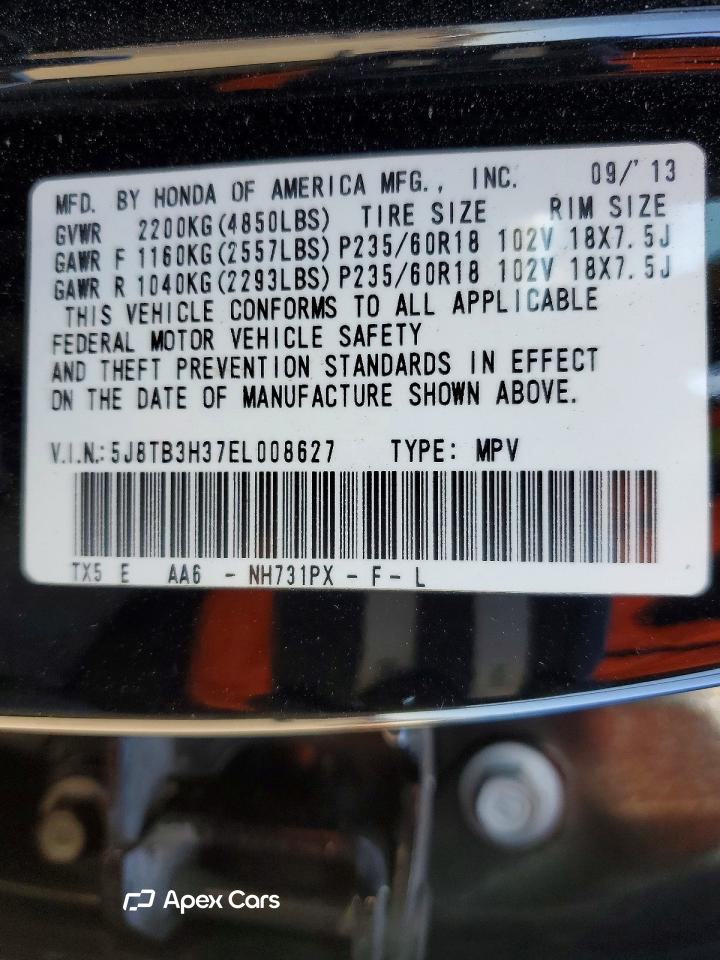 MFD. BY HONDA OF AMERICA MFG., INC. 09/'13
GVWR 2200KG(4850LBS) TIRE SIZE RIM SIZE
GAWR F 1160KG(2557LBS) P235/60R18 102V 18X7.5J
GAWR R 1040KG(2293LBS) P235/60R18 102V 18X7.5J
THIS VEHICLE CONFORMS TO ALL APPLICABLE
FEDERAL MOTOR VEHICLE SAFETY
AND THEFT PREVENTION STANDARDS IN EFFECT
ON THE DATE OF MANUFACTURE SHOWN ABOVE.
V.I.N.: 5J8TB3H37EL008627 TYPE: MPV
TX5 E AA6 - NH731PX - F - L
Apex Cars